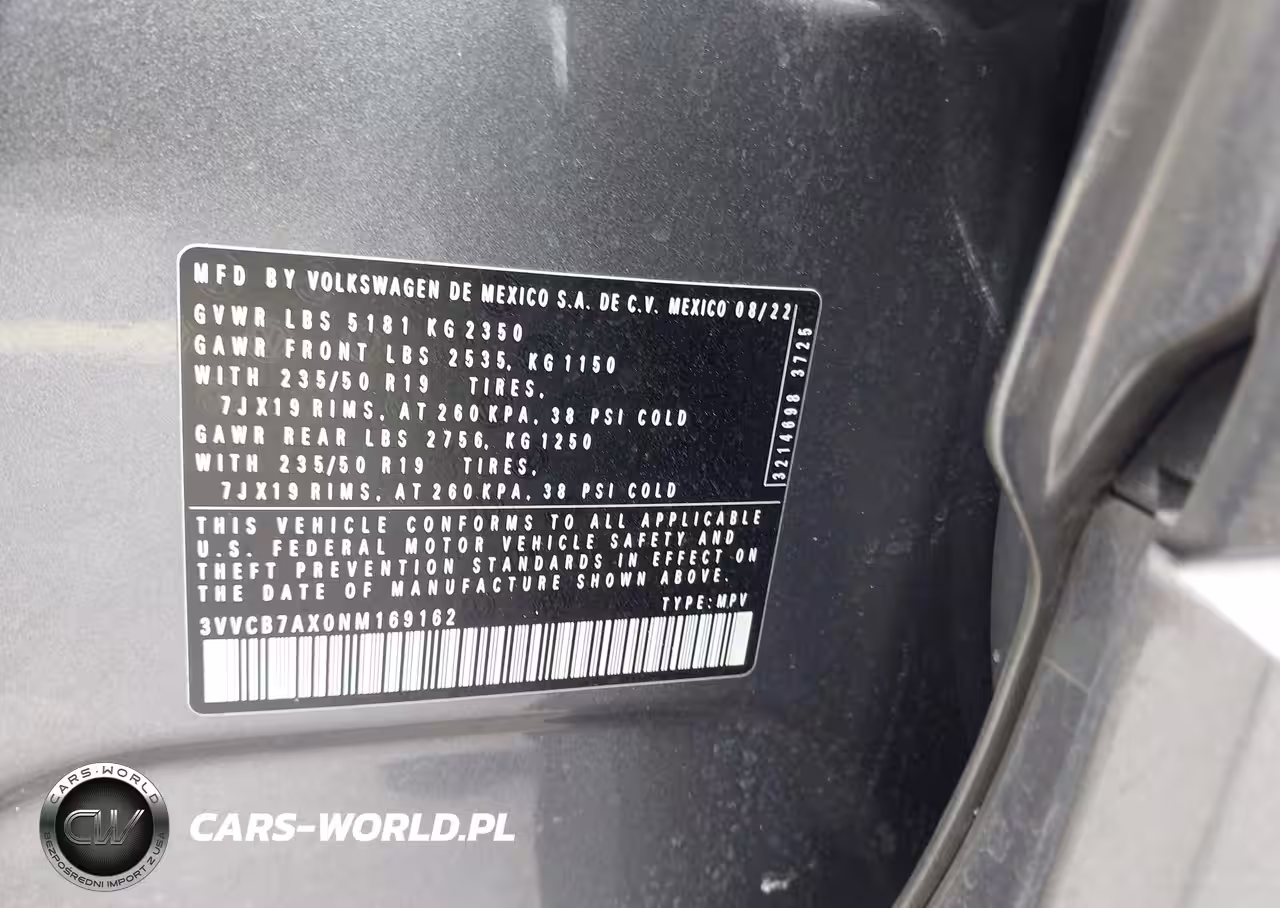 MFD BY VOLKSWAGEN DE MEXICO S.A. DE C.V. MEXICO 08/22
GVWR LBS 5181 KG 2350
GAWR FRONT LBS 2535, KG 1150
WITH 235/50 R19 TIRES,
7JX19 RIMS, AT 260 KPA, 38 PSI COLD
GAWR REAR LBS 2756, KG 1250
WITH 235/50 R19 TIRES,
7JX19 RIMS, AT 260 KPA, 38 PSI COLD
3214698 3725
THIS VEHICLE CONFORMS TO ALL APPLICABLE
U.S. FEDERAL MOTOR VEHICLE SAFETY AND
THEFT PREVENTION STANDARDS IN EFFECT ON
THE DATE OF MANUFACTURE SHOWN ABOVE.
TYPE: MPV
3VVCB7AX0NM169162
CARS-WORLD
CW
BEZPOŚREDNI IMPORT Z USA
CARS-WORLD.PL